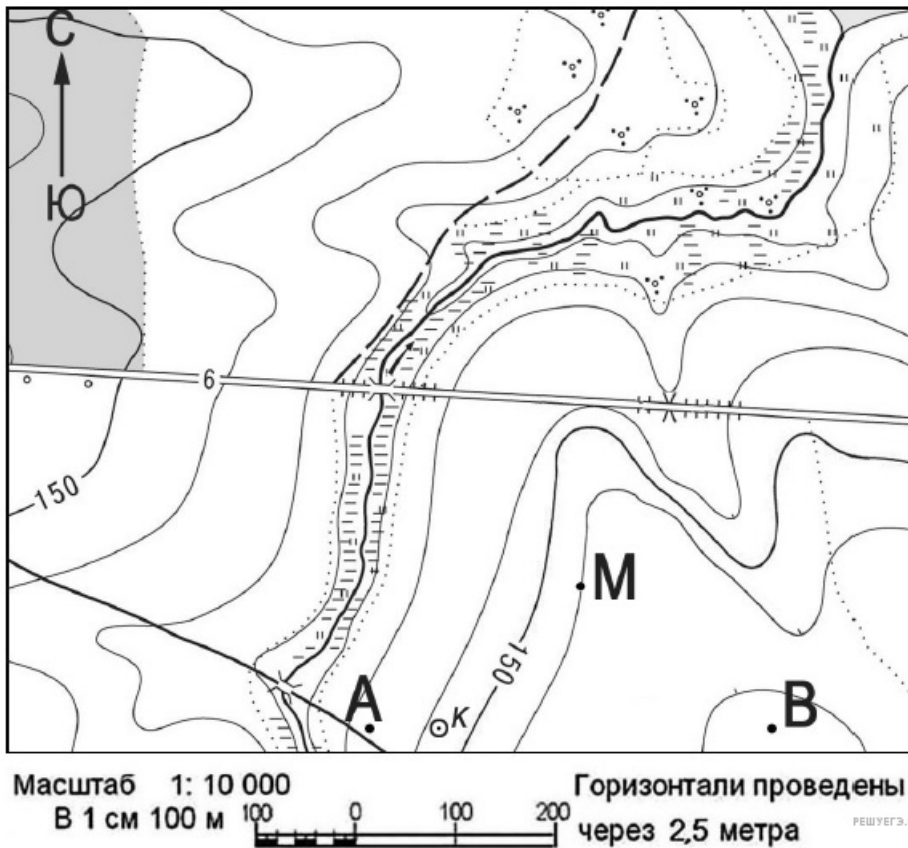 С
Ю
6
150
М
150
А
К
В
Масштаб 1: 10 000
В 1 см 100 м
100 0 100 200
Горизонтали проведены
через 2,5 метра
РЕШУЕГЭ.